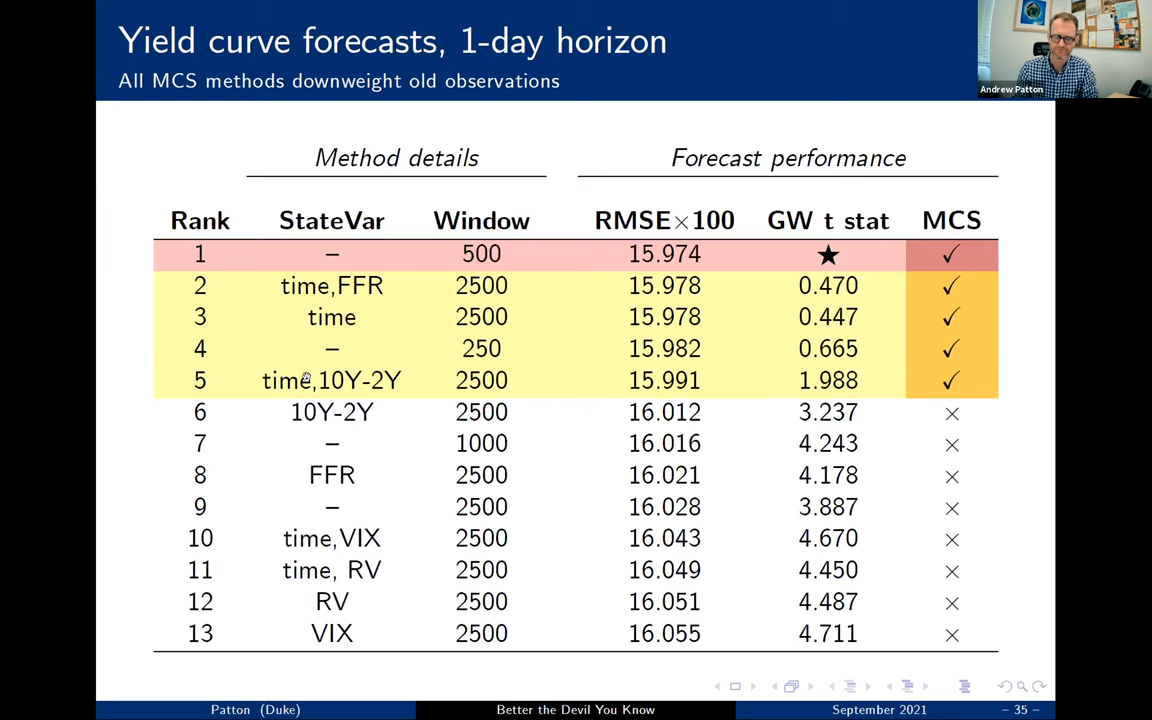 Yield curve forecasts, 1-day horizon
All MCS methods downweight old observations
Andrew Patton
Method details Forecast performance
Rank StateVar Window RMSE×100 GW t stat MCS
1 – 500 15.974 ★ ✓
2 time,FFR 2500 15.978 0.470 ✓
3 time 2500 15.978 0.447 ✓
4 – 250 15.982 0.665 ✓
5 time,10Y-2Y 2500 15.991 1.988 ✓
6 10Y-2Y 2500 16.012 3.237 ×
7 – 1000 16.016 4.243 ×
8 FFR 2500 16.021 4.178 ×
9 – 2500 16.028 3.887 ×
10 time,VIX 2500 16.043 4.670 ×
11 time, RV 2500 16.049 4.450 ×
12 RV 2500 16.051 4.487 ×
13 VIX 2500 16.055 4.711 ×
Patton (Duke) Better the Devil You Know September 2021 – 35 –